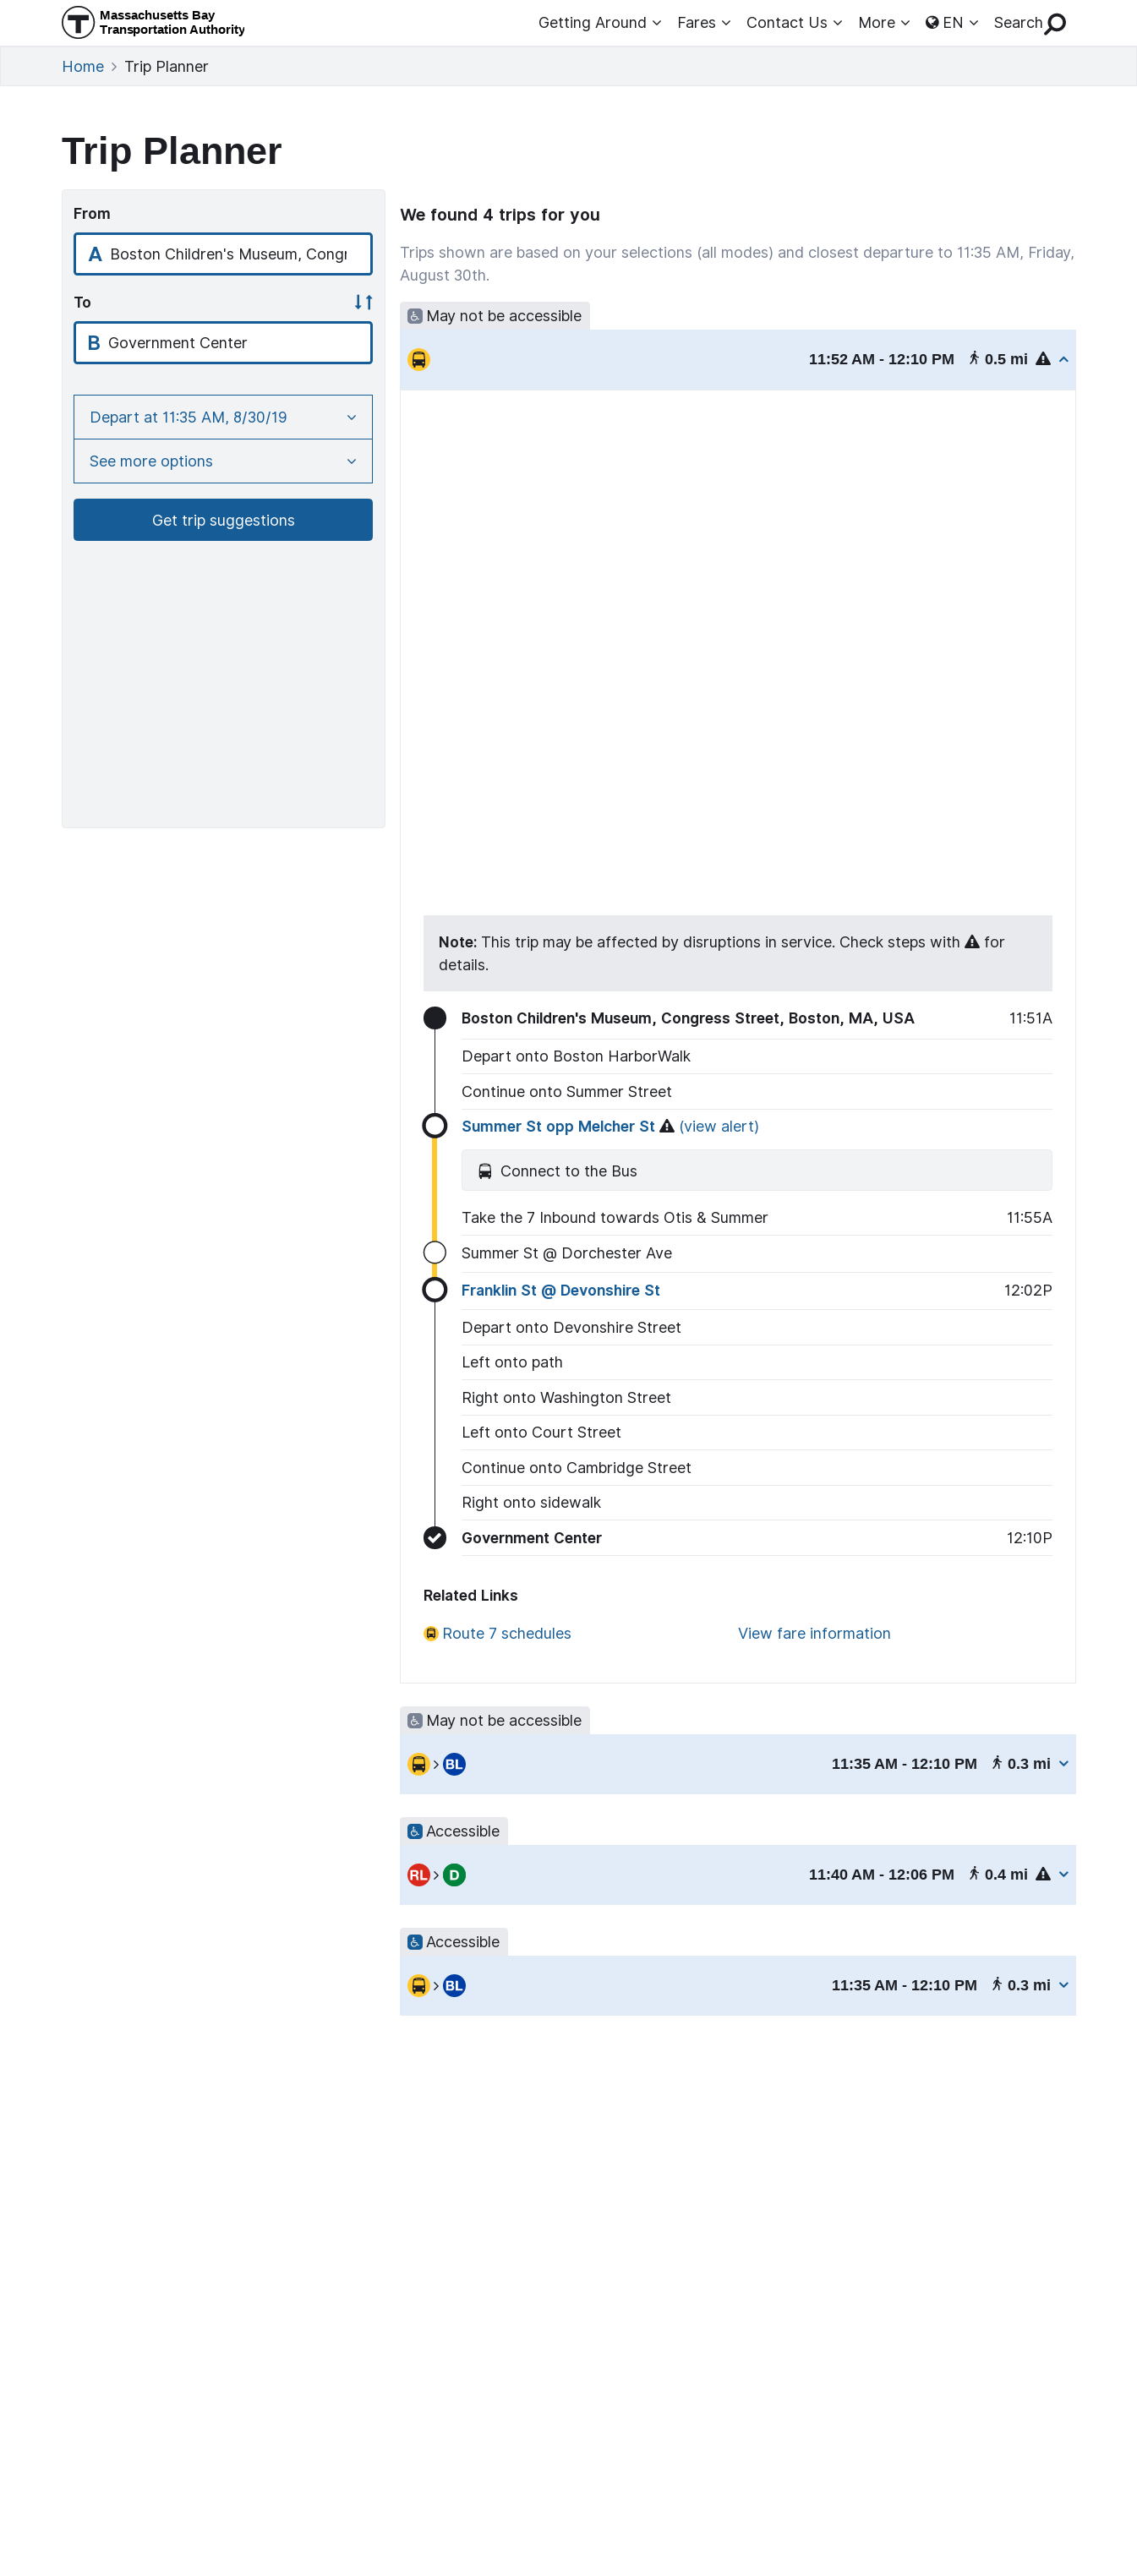 Massachusetts Bay
Transportation Authority
Getting Around Fares Contact Us More EN Search
Home Trip Planner
Trip Planner
From
A Boston Children's Museum, Congr
To
B Government Center
Depart at 11:35 AM, 8/30/19
See more options
Get trip suggestions
We found 4 trips for you
Trips shown are based on your selections (all modes) and closest departure to 11:35 AM, Friday,
August 30th.
May not be accessible
11:52 AM - 12:10 PM 0.5 mi
Note: This trip may be affected by disruptions in service. Check steps with for
details.
Boston Children's Museum, Congress Street, Boston, MA, USA 11:51A
Depart onto Boston HarborWalk
Continue onto Summer Street
Summer St opp Melcher St (view alert)
Connect to the Bus
Take the 7 Inbound towards Otis & Summer 11:55A
Summer St @ Dorchester Ave
Franklin St @ Devonshire St 12:02P
Depart onto Devonshire Street
Left onto path
Right onto Washington Street
Left onto Court Street
Continue onto Cambridge Street
Right onto sidewalk
Government Center 12:10P
Related Links
Route 7 schedules View fare information
May not be accessible
BL 11:35 AM - 12:10 PM 0.3 mi
Accessible
RL D 11:40 AM - 12:06 PM 0.4 mi
Accessible
BL 11:35 AM - 12:10 PM 0.3 mi